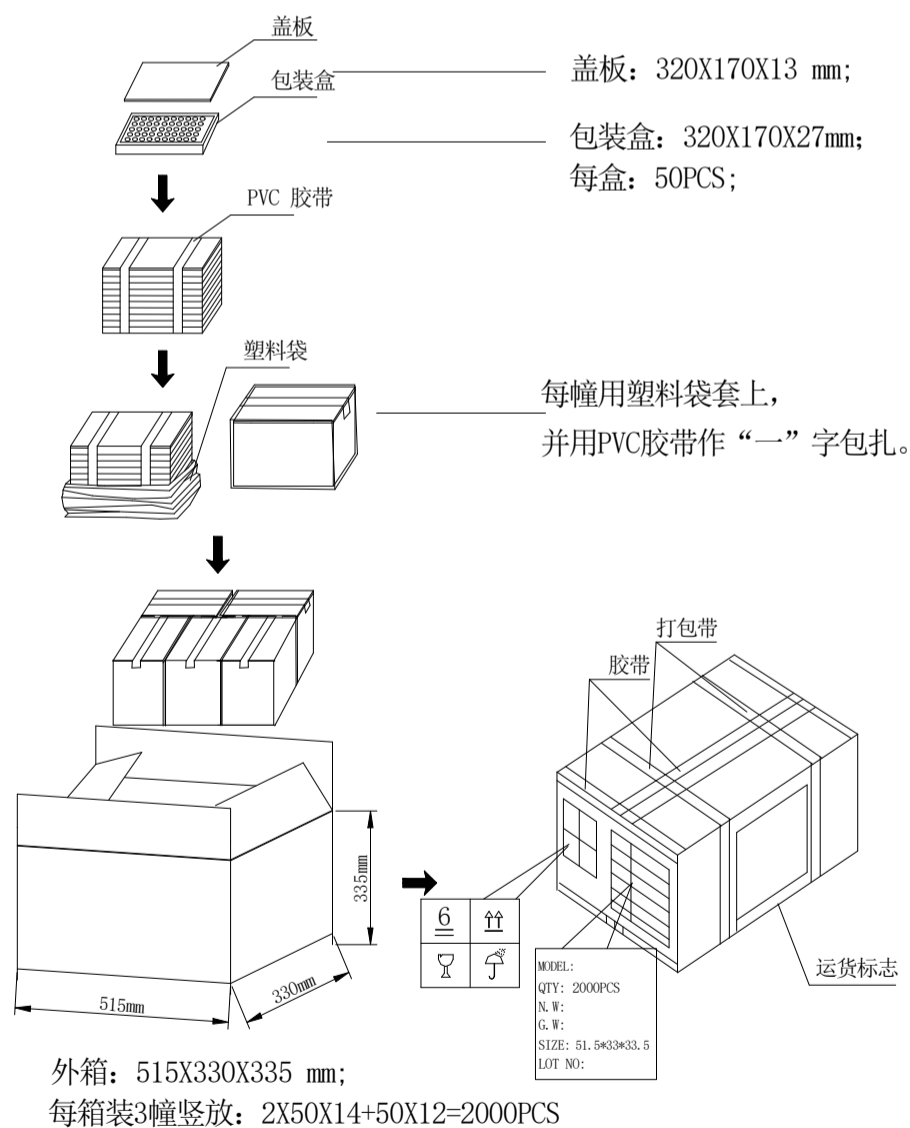 盖板
盖板：320X170X13 mm;
包装盒
包装盒：320X170X27mm;
每盒：50PCS;
PVC 胶带
塑料袋
每幢用塑料袋套上，
并用PVC胶带作“一”字包扎。
打包带
胶带
335mm
330mm
515mm
6
MODEL:
QTY: 2000PCS
N.W:
G.W:
SIZE: 51.5*33*33.5
LOT NO:
运货标志
外箱：515X330X335 mm;
每箱装3幢竖放：2X50X14+50X12=2000PCS